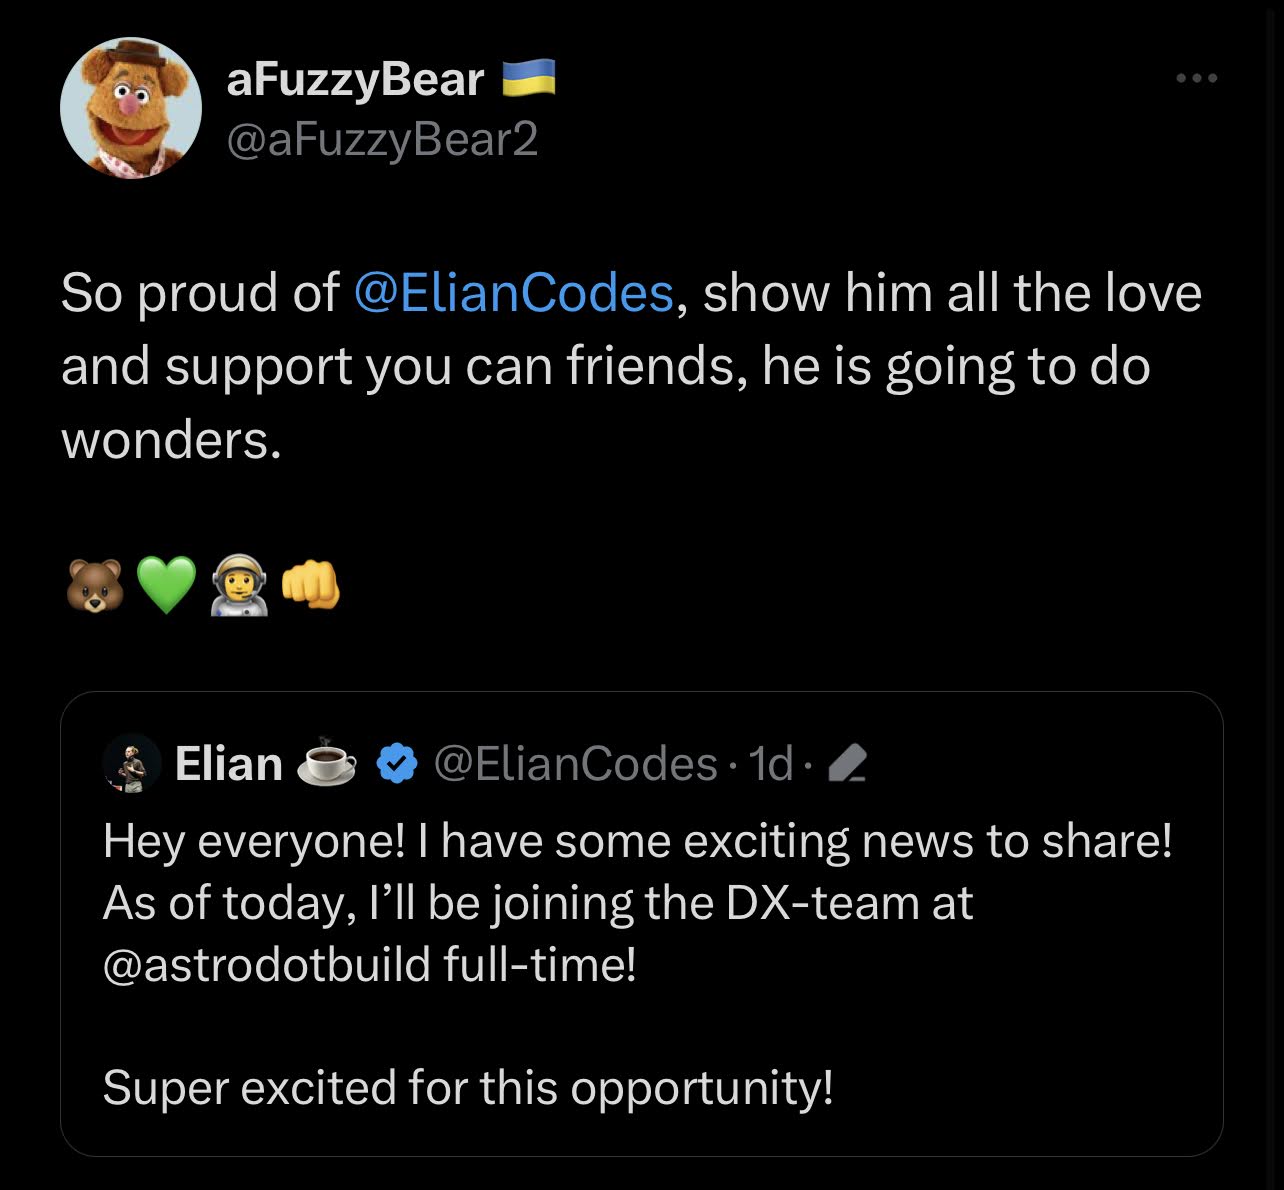 aFuzzyBear 🇺🇦
@aFuzzyBear2
So proud of @ElianCodes, show him all the love
and support you can friends, he is going to do
wonders.
🐻💚🧑‍🚀👊
Elian ☕ @ElianCodes · 1d ·
Hey everyone! I have some exciting news to share!
As of today, I’ll be joining the DX-team at
@astrodotbuild full-time!
Super excited for this opportunity!